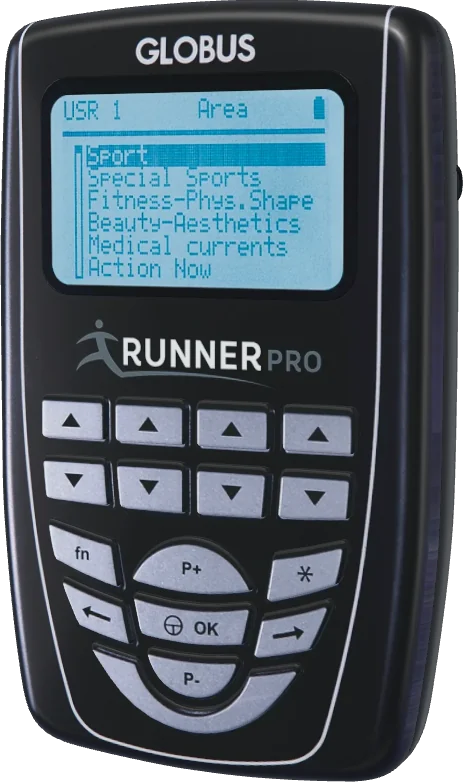 GLOBUS
USR 1 Area
Sport
Special Sports
Fitness-Phys.Shape
Beauty-Aesthetics
Medical currents
Action Now
RUNNER PRO
fn
P+
*
OK
P-